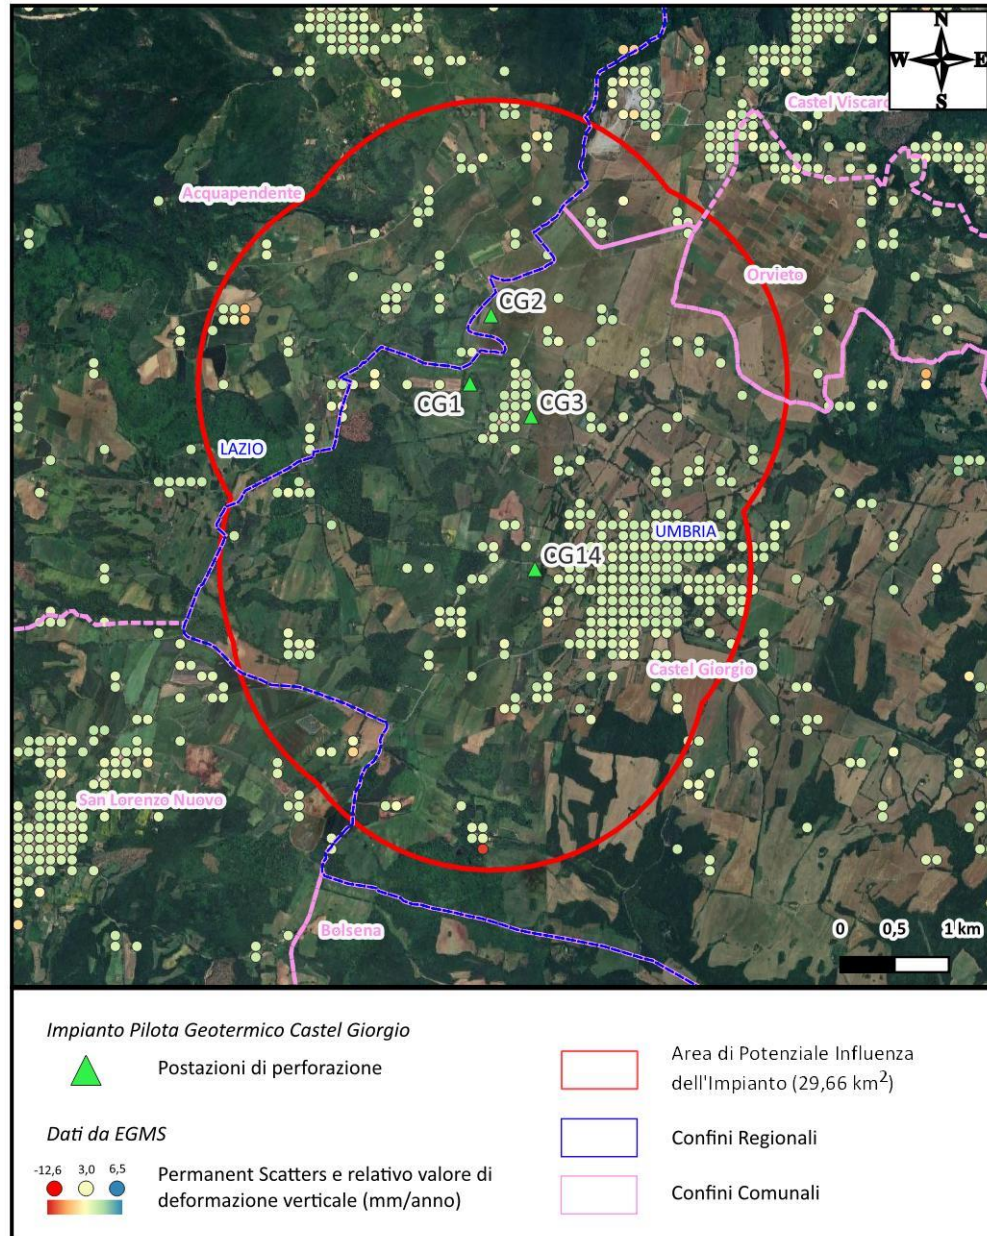 N
W E
S
Castel Viscardo
Acquapendente
Orvieto
CG2
CG1
CG3
LAZIO
UMBRIA
CG14
Castel Giorgio
San Lorenzo Nuovo
Bolsena
0 0,5 1 km
Impianto Pilota Geotermico Castel Giorgio
Postazioni di perforazione
Area di Potenziale Influenza
dell'Impianto (29,66 km²)
Dati da EGMS
Confini Regionali
-12,6 3,0 6,5
Permanent Scatters e relativo valore di
deformazione verticale (mm/anno)
Confini Comunali